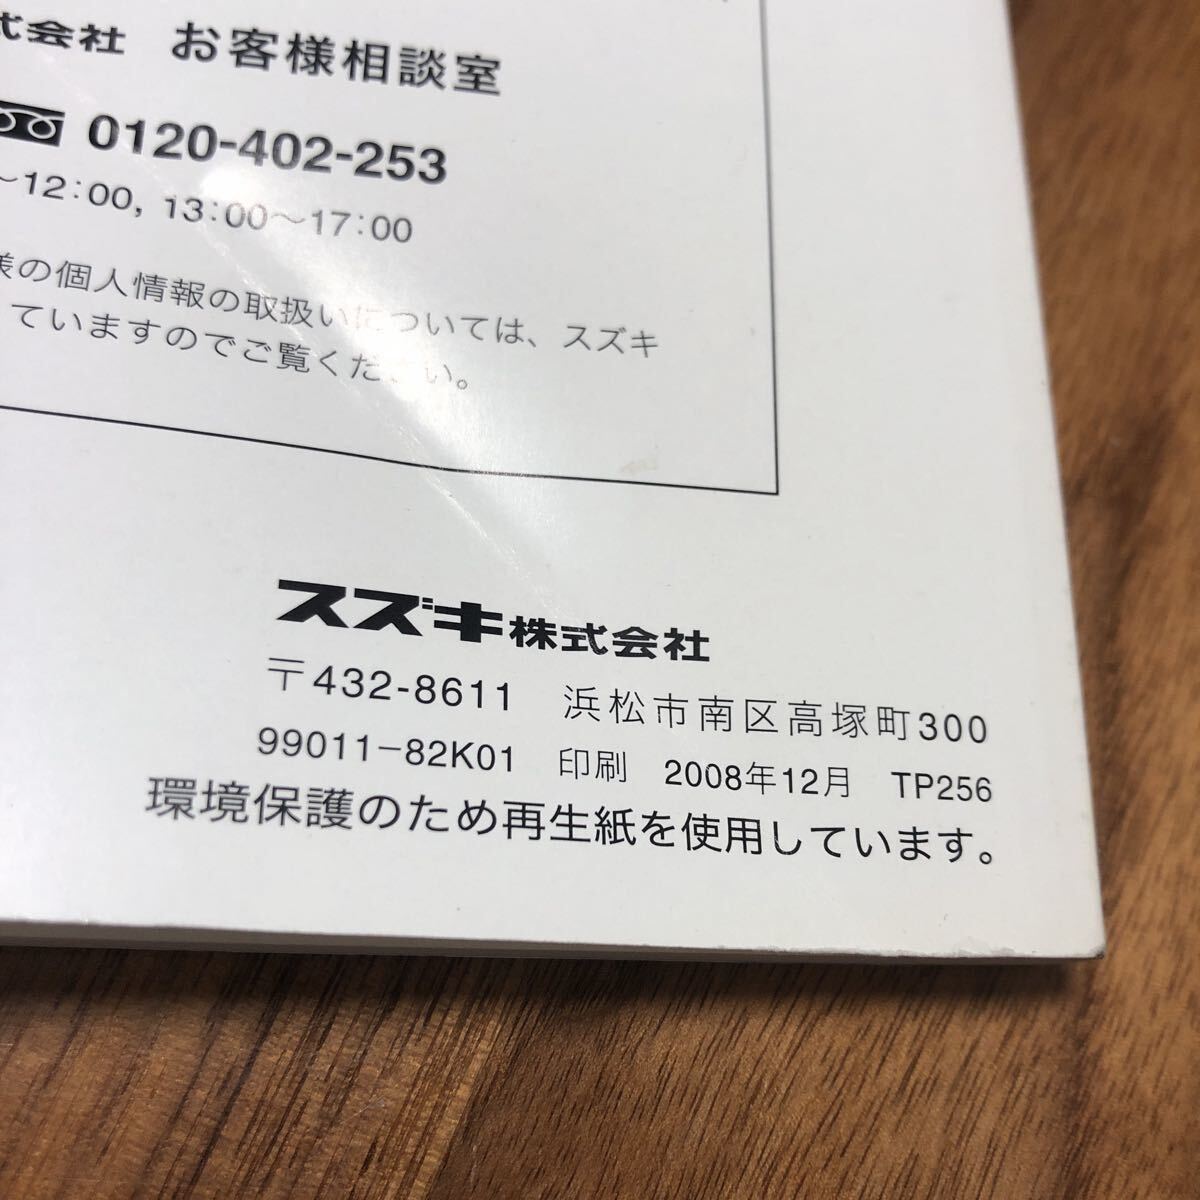 式会社 お客様相談室
0120-402-253
〜12:00, 13:00〜17:00
様の個人情報の取扱いについては、スズキ
ていますのでご覧ください。
スズキ株式会社
〒432-8611 浜松市南区高塚町300
99011-82K01 印刷 2008年12月 TP256
環境保護のため再生紙を使用しています。